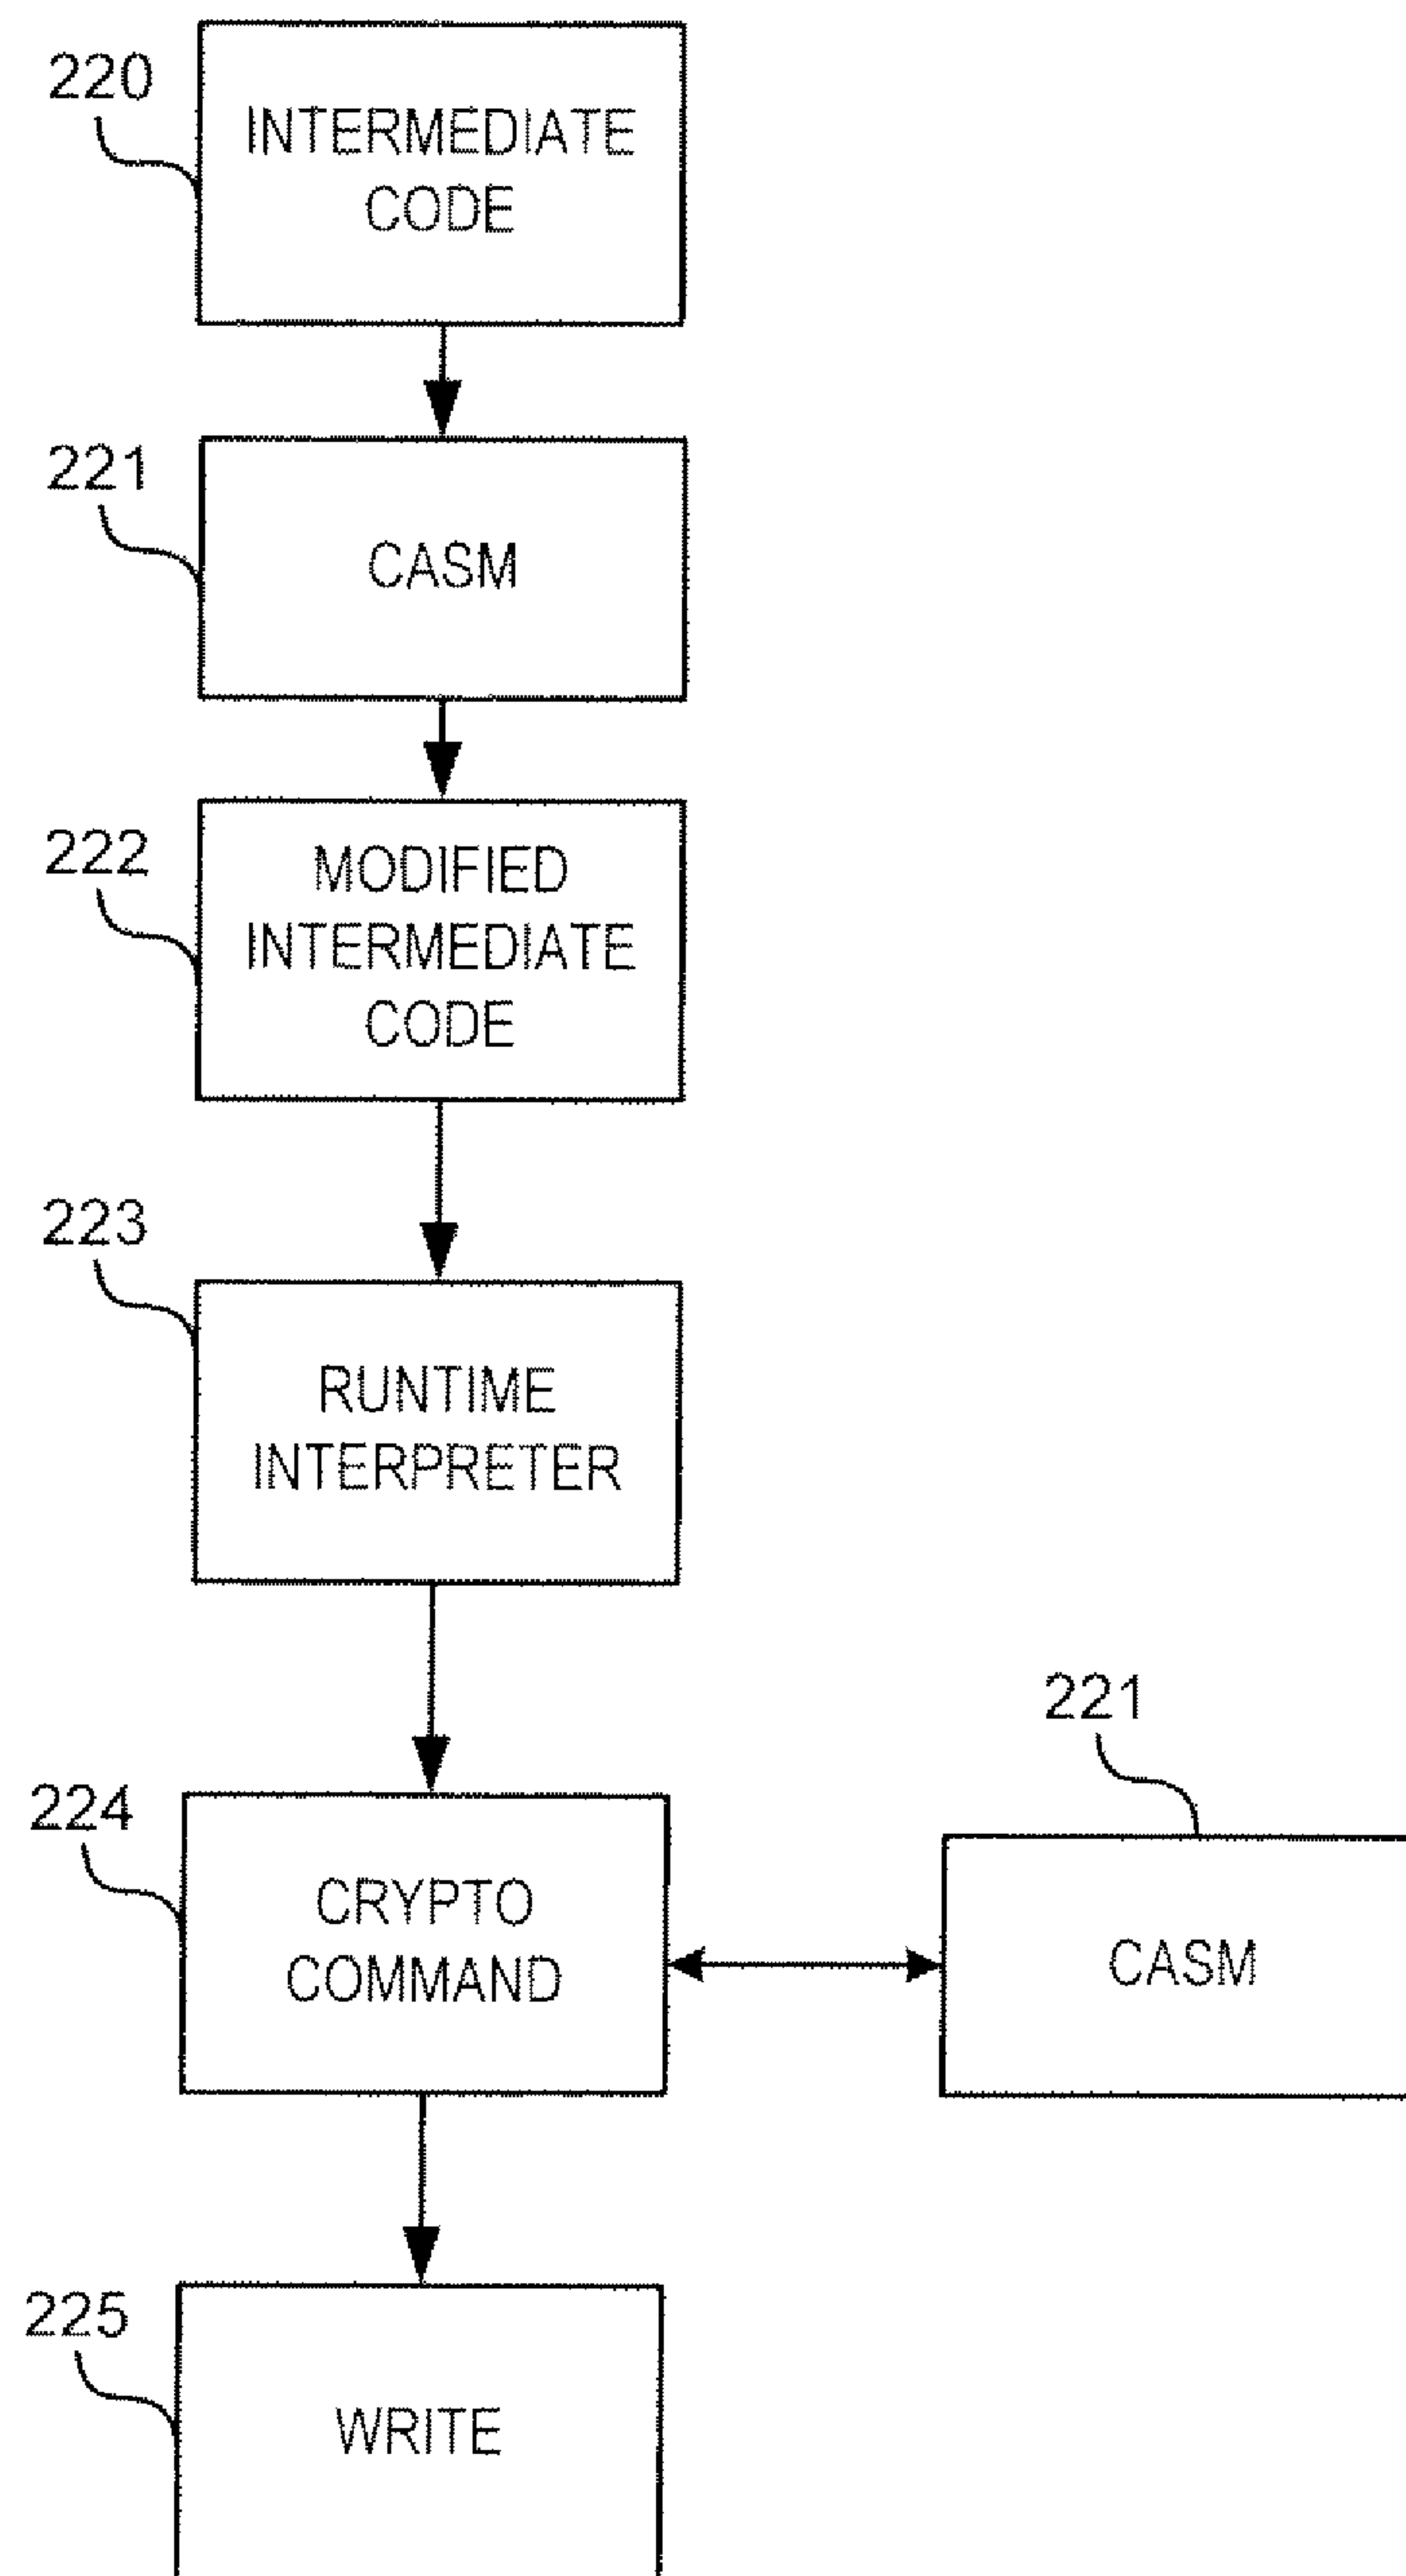 220
INTERMEDIATE
CODE
221
CASM
222
MODIFIED
INTERMEDIATE
CODE
223
RUNTIME
INTERPRETER
224
CRYPTO
COMMAND
221
CASM
225
WRITE